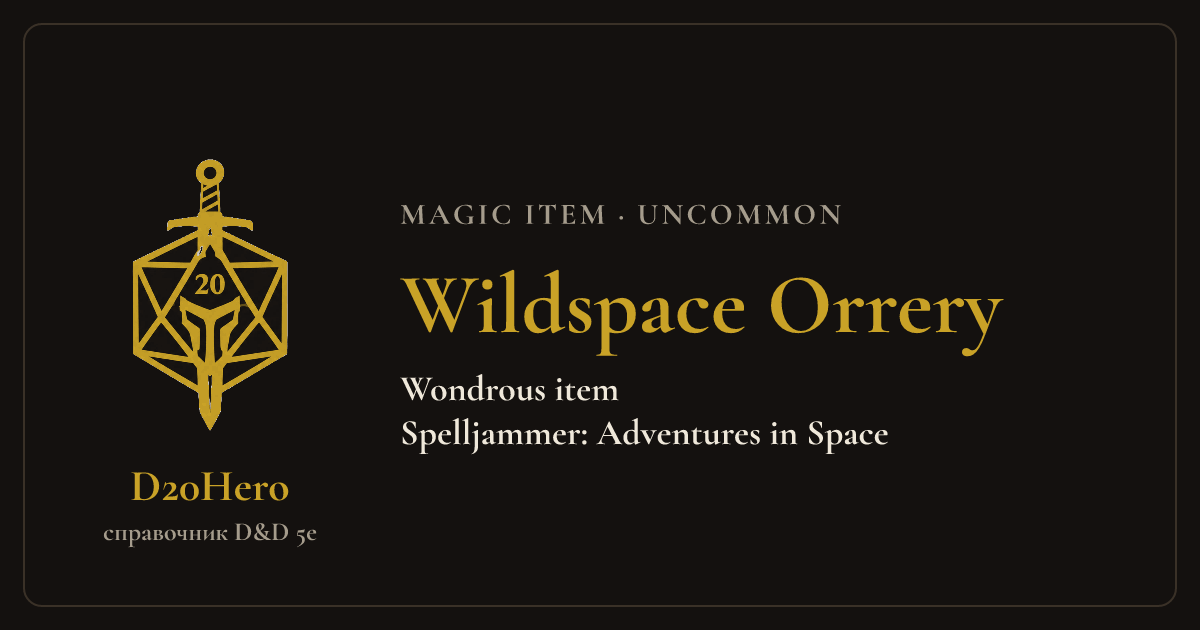 20
D20Hero
справочник D&D 5e
MAGIC ITEM · UNCOMMON
Wildspace Orrery
Wondrous item
Spelljammer: Adventures in Space